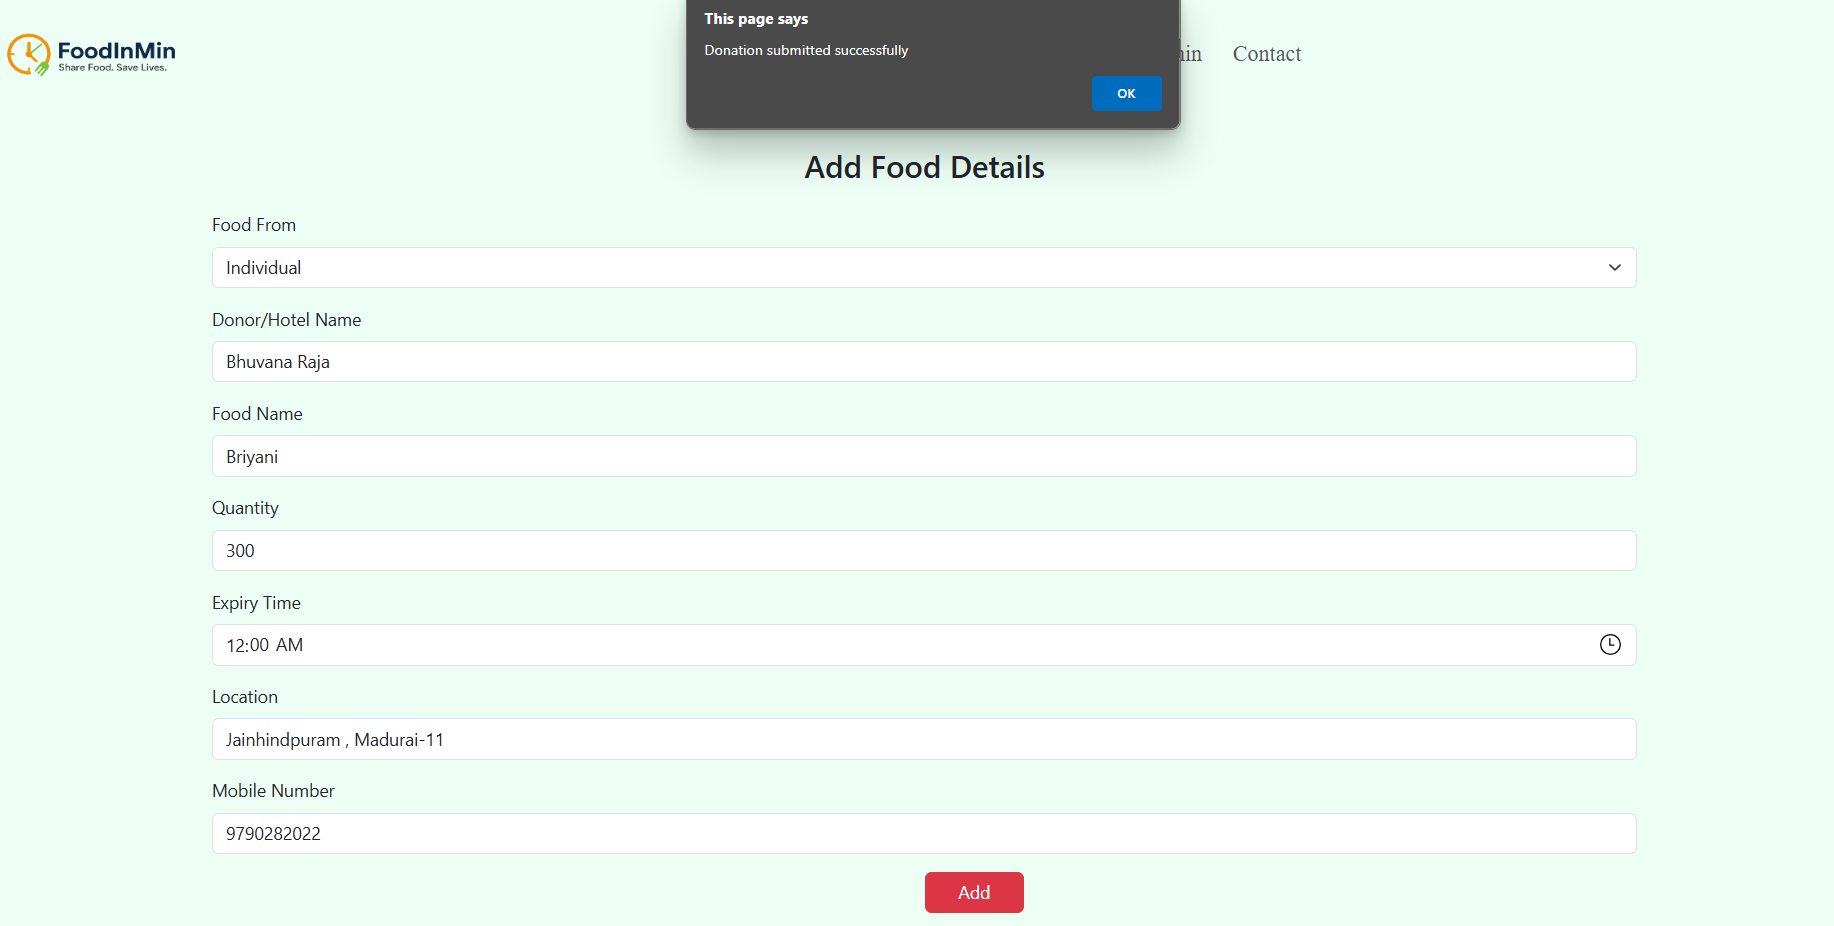 This page says
Donation submitted successfully
OK
FoodInMin
Share Food. Save Lives.
Contact
Add Food Details
Food From
Individual
Donor/Hotel Name
Bhuvana Raja
Food Name
Briyani
Quantity
300
Expiry Time
12:00 AM
Location
Jainhindpuram , Madurai-11
Mobile Number
9790282022
Add